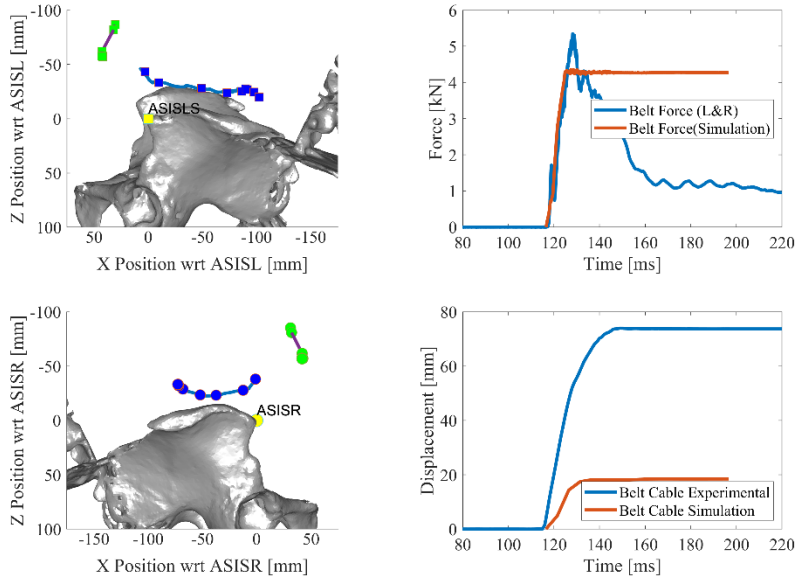 -100
-50
0
50
100
Z Position wrt ASISL [mm]
ASISLS
50 0 -50 -100 -150
X Position wrt ASISL [mm]
6
5
4
3
2
1
0
Force [kN]
Belt Force (L&R)
Belt Force(Simulation)
80 100 120 140 160 180 200 220
Time [ms]
-100
-50
0
50
100
Z Position wrt ASISR [mm]
ASISR
-150 -100 -50 0 50
X Position wrt ASISR [mm]
80
60
40
20
0
Displacement [mm]
Belt Cable Experimental
Belt Cable Simulation
80 100 120 140 160 180 200 220
Time [ms]